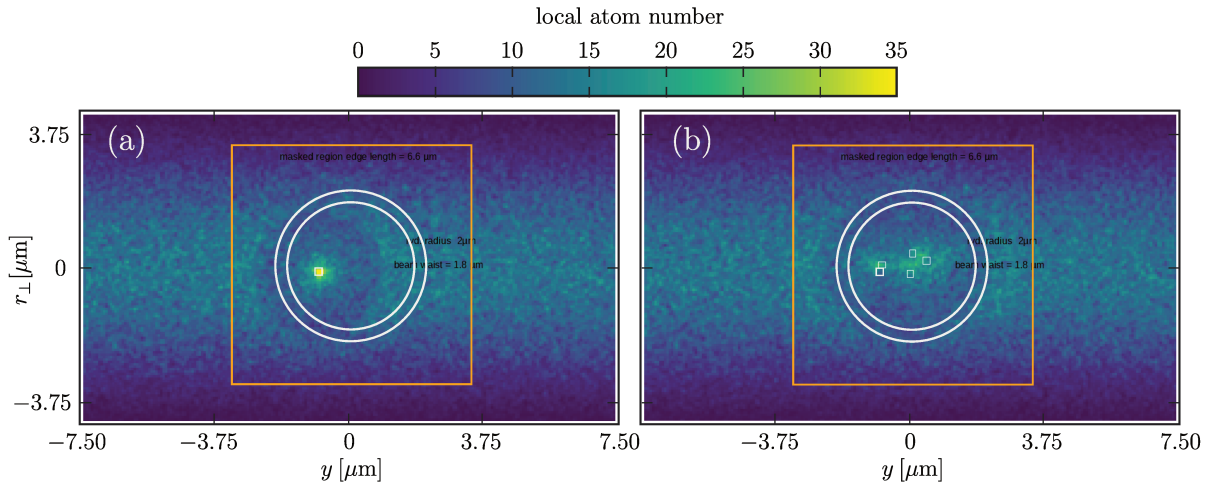 local atom number
0 5 10 15 20 25 30 35
(a) (b)
3.75
0
−3.75
r⊥ [μm]
masked region edge length = 6.6 μm
radius 2μm
beam waist = 1.8 μm
masked region edge length = 6.6 μm
radius 2μm
beam waist = 1.8 μm
−7.50 −3.75 0 3.75 7.50 −3.75 0 3.75 7.50
y [μm] y [μm]